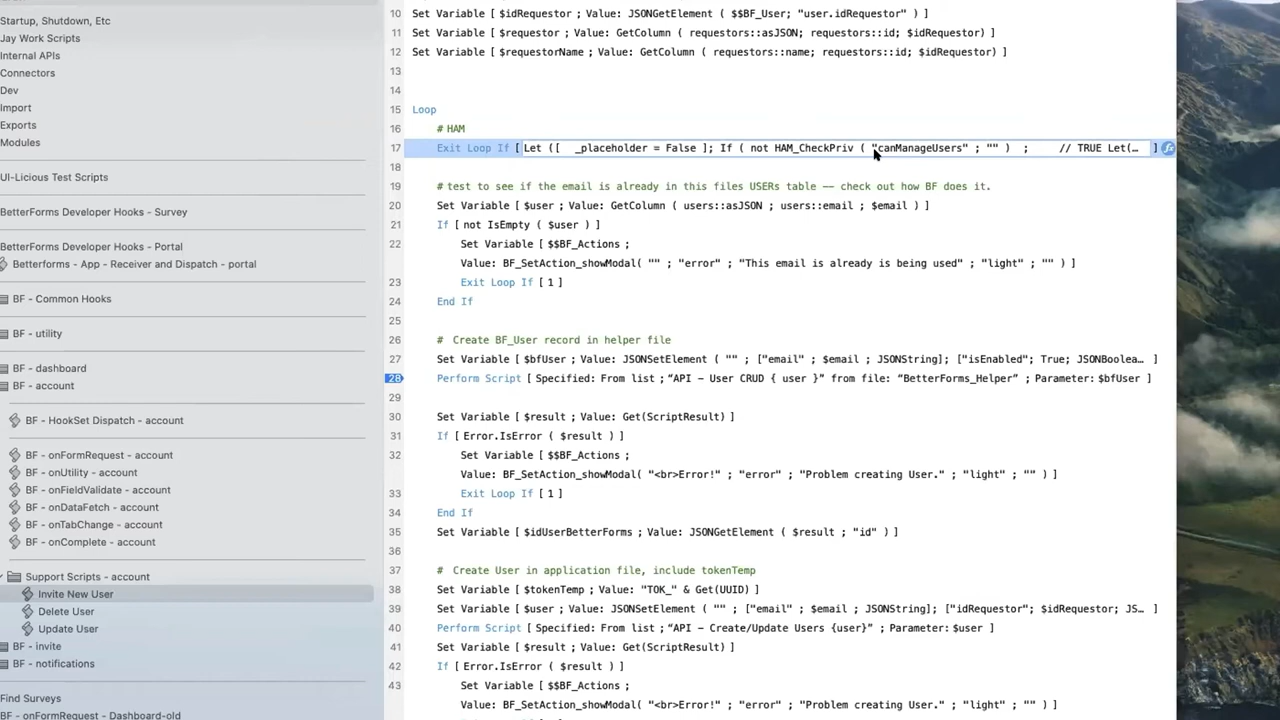 Startup, Shutdown, Etc
Jay Work Scripts
Internal APIs
Connectors
Dev
Import
Exports
Modules
UI-Licious Test Scripts
BetterForms Developer Hooks - Survey
BetterForms Developer Hooks - Portal
Betterforms - App - Receiver and Dispatch - portal
BF - Common Hooks
BF - utility
BF - dashboard
BF - account
BF - HookSet Dispatch - account
BF - onFormRequest - account
BF - onUtility - account
BF - onFieldValidate - account
BF - onDataFetch - account
BF - onTabChange - account
BF - onComplete - account
Support Scripts - account
Invite New User
Delete User
Update User
BF - invite
BF - notifications
Find Surveys
BF - onFormRequest - Dashboard-old
10 Set Variable [ $idRequestor ; Value: JSONGetElement ( $$BF_User; "user.idRequestor" ) ]
11 Set Variable [ $requestor ; Value: GetColumn ( requestors::asJSON; requestors::id; $idRequestor) ]
12 Set Variable [ $requestorName ; Value: GetColumn ( requestors::name; requestors::id; $idRequestor) ]
13
14
15 Loop
16 # HAM
17 Exit Loop If [ Let ([ _placeholder = False ]; If ( not HAM_CheckPriv ( "canManageUsers" ; "" ) ; // TRUE Let(… ]
18
19 # test to see if the email is already in this files USERs table –– check out how BF does it.
20 Set Variable [ $user ; Value: GetColumn ( users::asJSON ; users::email ; $email ) ]
21 If [ not IsEmpty ( $user ) ]
22 Set Variable [ $$BF_Actions ;
Value: BF_SetAction_showModal( "" ; "error" ; "This email is already is being used" ; "light" ; "" ) ]
23 Exit Loop If [ 1 ]
24 End If
25
26 # Create BF_User record in helper file
27 Set Variable [ $bfUser ; Value: JSONSetElement ( "" ; ["email" ; $email ; JSONString]; ["isEnabled"; True; JSONBoolea… ]
28 Perform Script [ Specified: From list ; “API - User CRUD { user }” from file: “BetterForms_Helper” ; Parameter: $bfUser ]
29
30 Set Variable [ $result ; Value: Get(ScriptResult) ]
31 If [ Error.IsError ( $result ) ]
32 Set Variable [ $$BF_Actions ;
Value: BF_SetAction_showModal( "<br>Error!" ; "error" ; "Problem creating User." ; "light" ; "" ) ]
33 Exit Loop If [ 1 ]
34 End If
35 Set Variable [ $idUserBetterForms ; Value: JSONGetElement ( $result ; "id" ) ]
36
37 # Create User in application file, include tokenTemp
38 Set Variable [ $tokenTemp ; Value: "TOK_" & Get(UUID) ]
39 Set Variable [ $user ; Value: JSONSetElement ( "" ; ["email" ; $email ; JSONString]; ["idRequestor"; $idRequestor; JS… ]
40 Perform Script [ Specified: From list ; “API - Create/Update Users {user}” ; Parameter: $user ]
41 Set Variable [ $result ; Value: Get(ScriptResult) ]
42 If [ Error.IsError ( $result ) ]
43 Set Variable [ $$BF_Actions ;
Value: BF_SetAction_showModal( "<br>Error!" ; "error" ; "Problem creating User." ; "light" ; "" ) ]